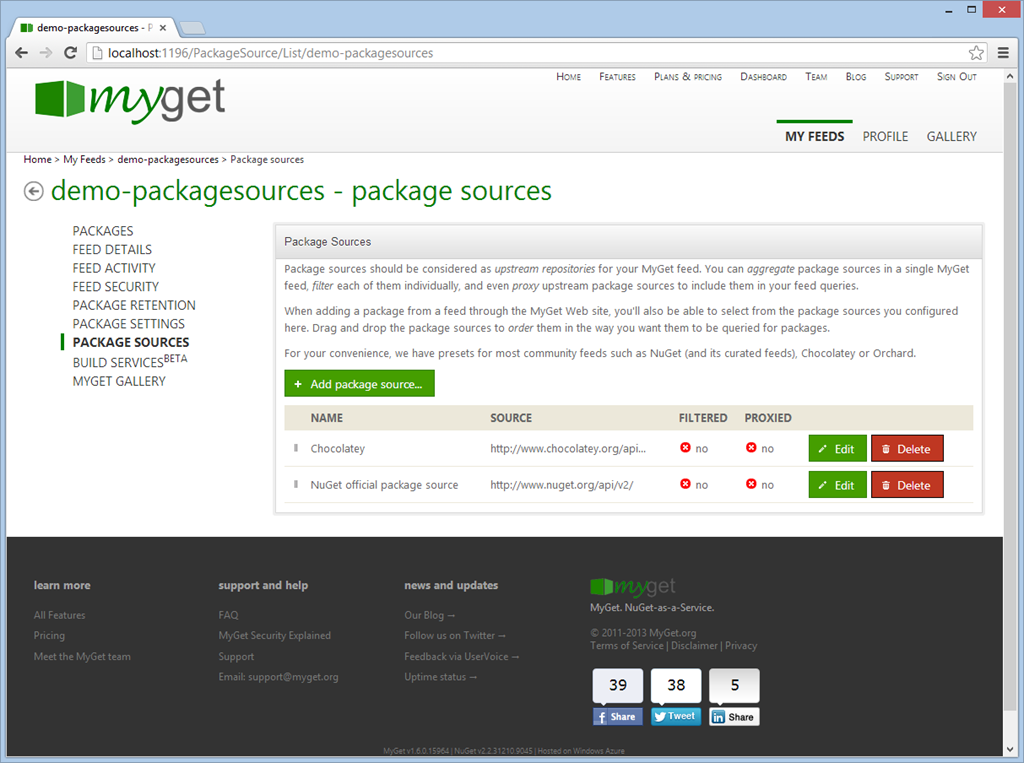 demo-packagesources - P
localhost:1196/PackageSource/List/demo-packagesources
Home Features Plans & pricing Dashboard Team Blog Support Sign Out
myget
MY FEEDS PROFILE GALLERY
Home > My Feeds > demo-packagesources > Package sources
demo-packagesources - package sources
PACKAGES
FEED DETAILS
FEED ACTIVITY
FEED SECURITY
PACKAGE RETENTION
PACKAGE SETTINGS
PACKAGE SOURCES
BUILD SERVICESBETA
MYGET GALLERY
Package Sources
Package sources should be considered as upstream repositories for your MyGet feed. You can aggregate package sources in a single MyGet
feed, filter each of them individually, and even proxy upstream package sources to include them in your feed queries.
When adding a package from a feed through the MyGet Web site, you'll also be able to select from the package sources you configured
here. Drag and drop the package sources to order them in the way you want them to be queried for packages.
For your convenience, we have presets for most community feeds such as NuGet (and its curated feeds), Chocolatey or Orchard.
+ Add package source...
NAME SOURCE FILTERED PROXIED
Chocolatey http://www.chocolatey.org/api... no no Edit Delete
NuGet official package source http://www.nuget.org/api/v2/ no no Edit Delete
learn more
All Features
Pricing
Meet the MyGet team
support and help
FAQ
MyGet Security Explained
Support
Email: support@myget.org
news and updates
Our Blog →
Follow us on Twitter →
Feedback via UserVoice →
Uptime status →
myget
MyGet. NuGet-as-a-Service.
© 2011-2013 MyGet.org
Terms of Service | Disclaimer | Privacy
39 38 5
f Share Tweet in Share
MyGet v1.6.0.15964 | NuGet v2.2.31210.9045 | Hosted on Windows Azure